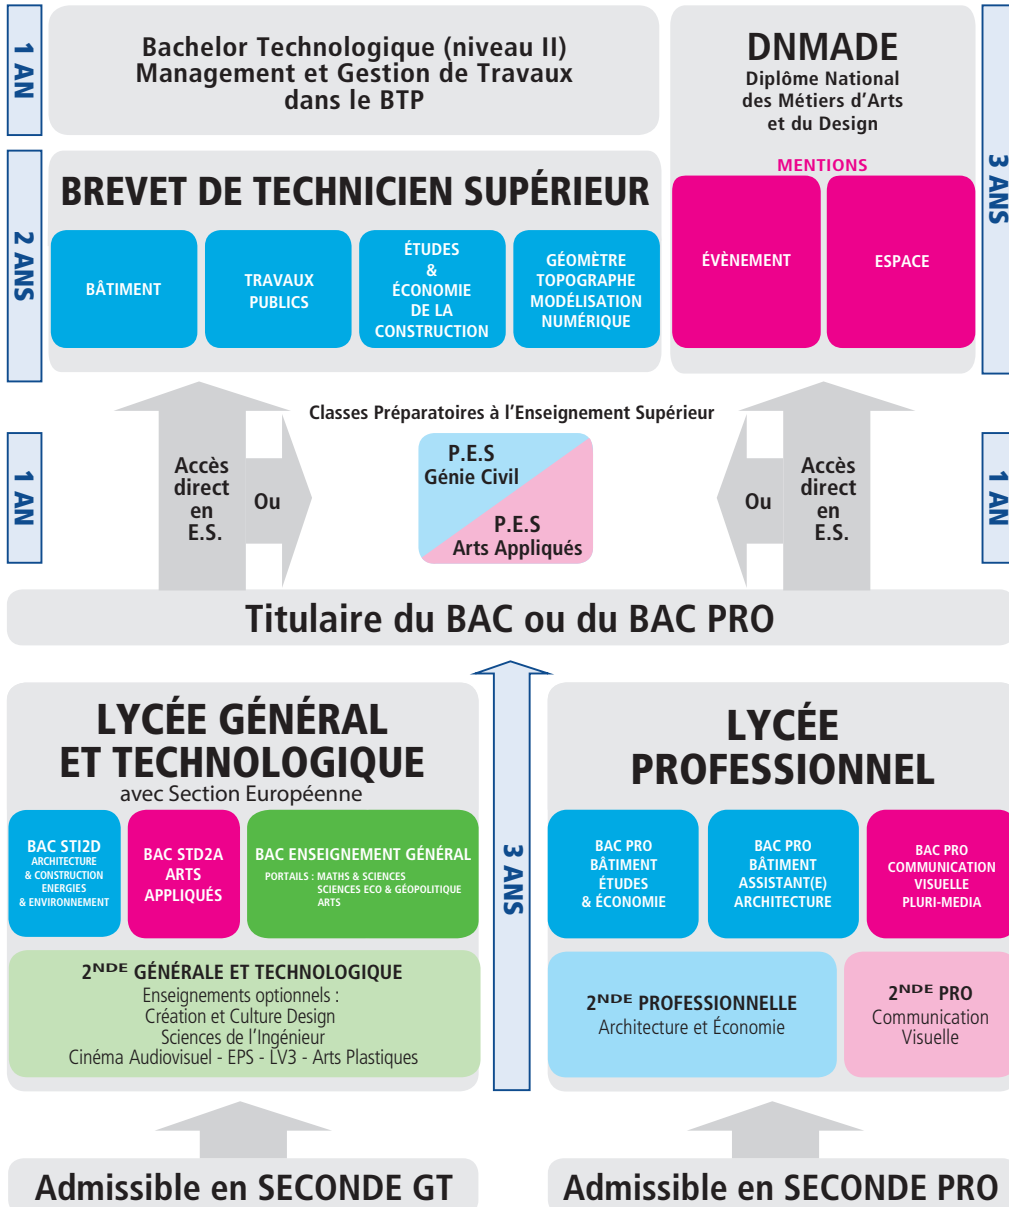 1 AN
Bachelor Technologique (niveau II)
Management et Gestion de Travaux
dans le BTP
DNMADE
Diplôme National
des Métiers d’Arts
et du Design
MENTIONS
ÉVÈNEMENT
ESPACE
3 ANS
2 ANS
BREVET DE TECHNICIEN SUPÉRIEUR
BÂTIMENT
TRAVAUX
PUBLICS
ÉTUDES
&
ÉCONOMIE
DE LA
CONSTRUCTION
GÉOMÈTRE
TOPOGRAPHE
MODÉLISATION
NUMÉRIQUE
1 AN
Accès
direct
en
E.S.
Ou
Classes Préparatoires à l’Enseignement Supérieur
P.E.S
Génie Civil
P.E.S
Arts Appliqués
Ou
Accès
direct
en
E.S.
1 AN
Titulaire du BAC ou du BAC PRO
LYCÉE GÉNÉRAL
ET TECHNOLOGIQUE
avec Section Européenne
BAC STI2D
ARCHITECTURE
& CONSTRUCTION
ENERGIES
& ENVIRONNEMENT
BAC STD2A
ARTS
APPLIQUÉS
BAC ENSEIGNEMENT GÉNÉRAL
PORTAILS : MATHS & SCIENCES
SCIENCES ECO & GÉOPOLITIQUE
ARTS
2NDE GÉNÉRALE ET TECHNOLOGIQUE
Enseignements optionnels :
Création et Culture Design
Sciences de l’Ingénieur
Cinéma Audiovisuel - EPS - LV3 - Arts Plastiques
3 ANS
LYCÉE
PROFESSIONNEL
BAC PRO
BÂTIMENT
ÉTUDES
& ÉCONOMIE
BAC PRO
BÂTIMENT
ASSISTANT(E)
ARCHITECTURE
BAC PRO
COMMUNICATION
VISUELLE
PLURI-MEDIA
2NDE PROFESSIONNELLE
Architecture et Économie
2NDE PRO
Communication
Visuelle
Admissible en SECONDE GT
Admissible en SECONDE PRO